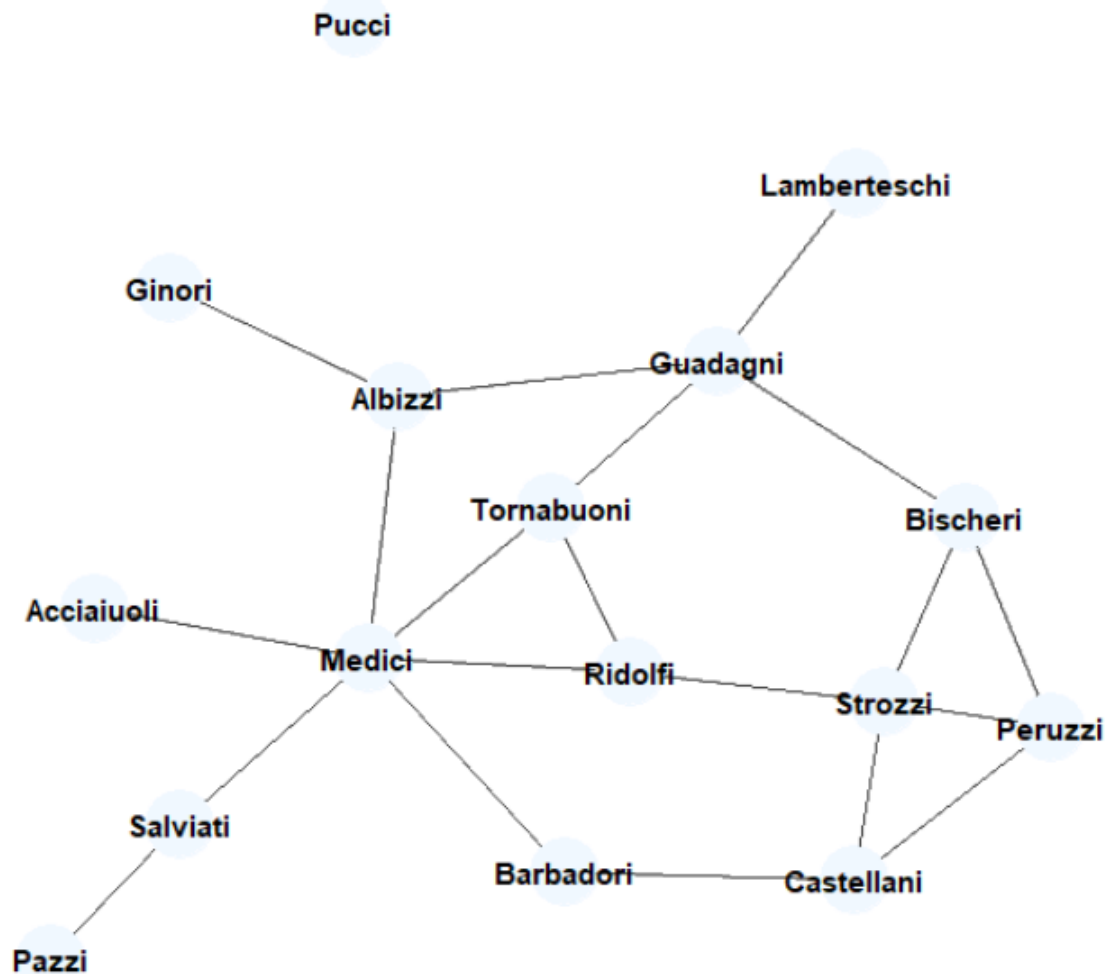 Pucci
Lamberteschi
Ginori
Guadagni
Albizzi
Tornabuoni
Bischeri
Acciaiuoli
Medici
Ridolfi
Strozzi
Peruzzi
Salviati
Barbadori
Castellani
Pazzi